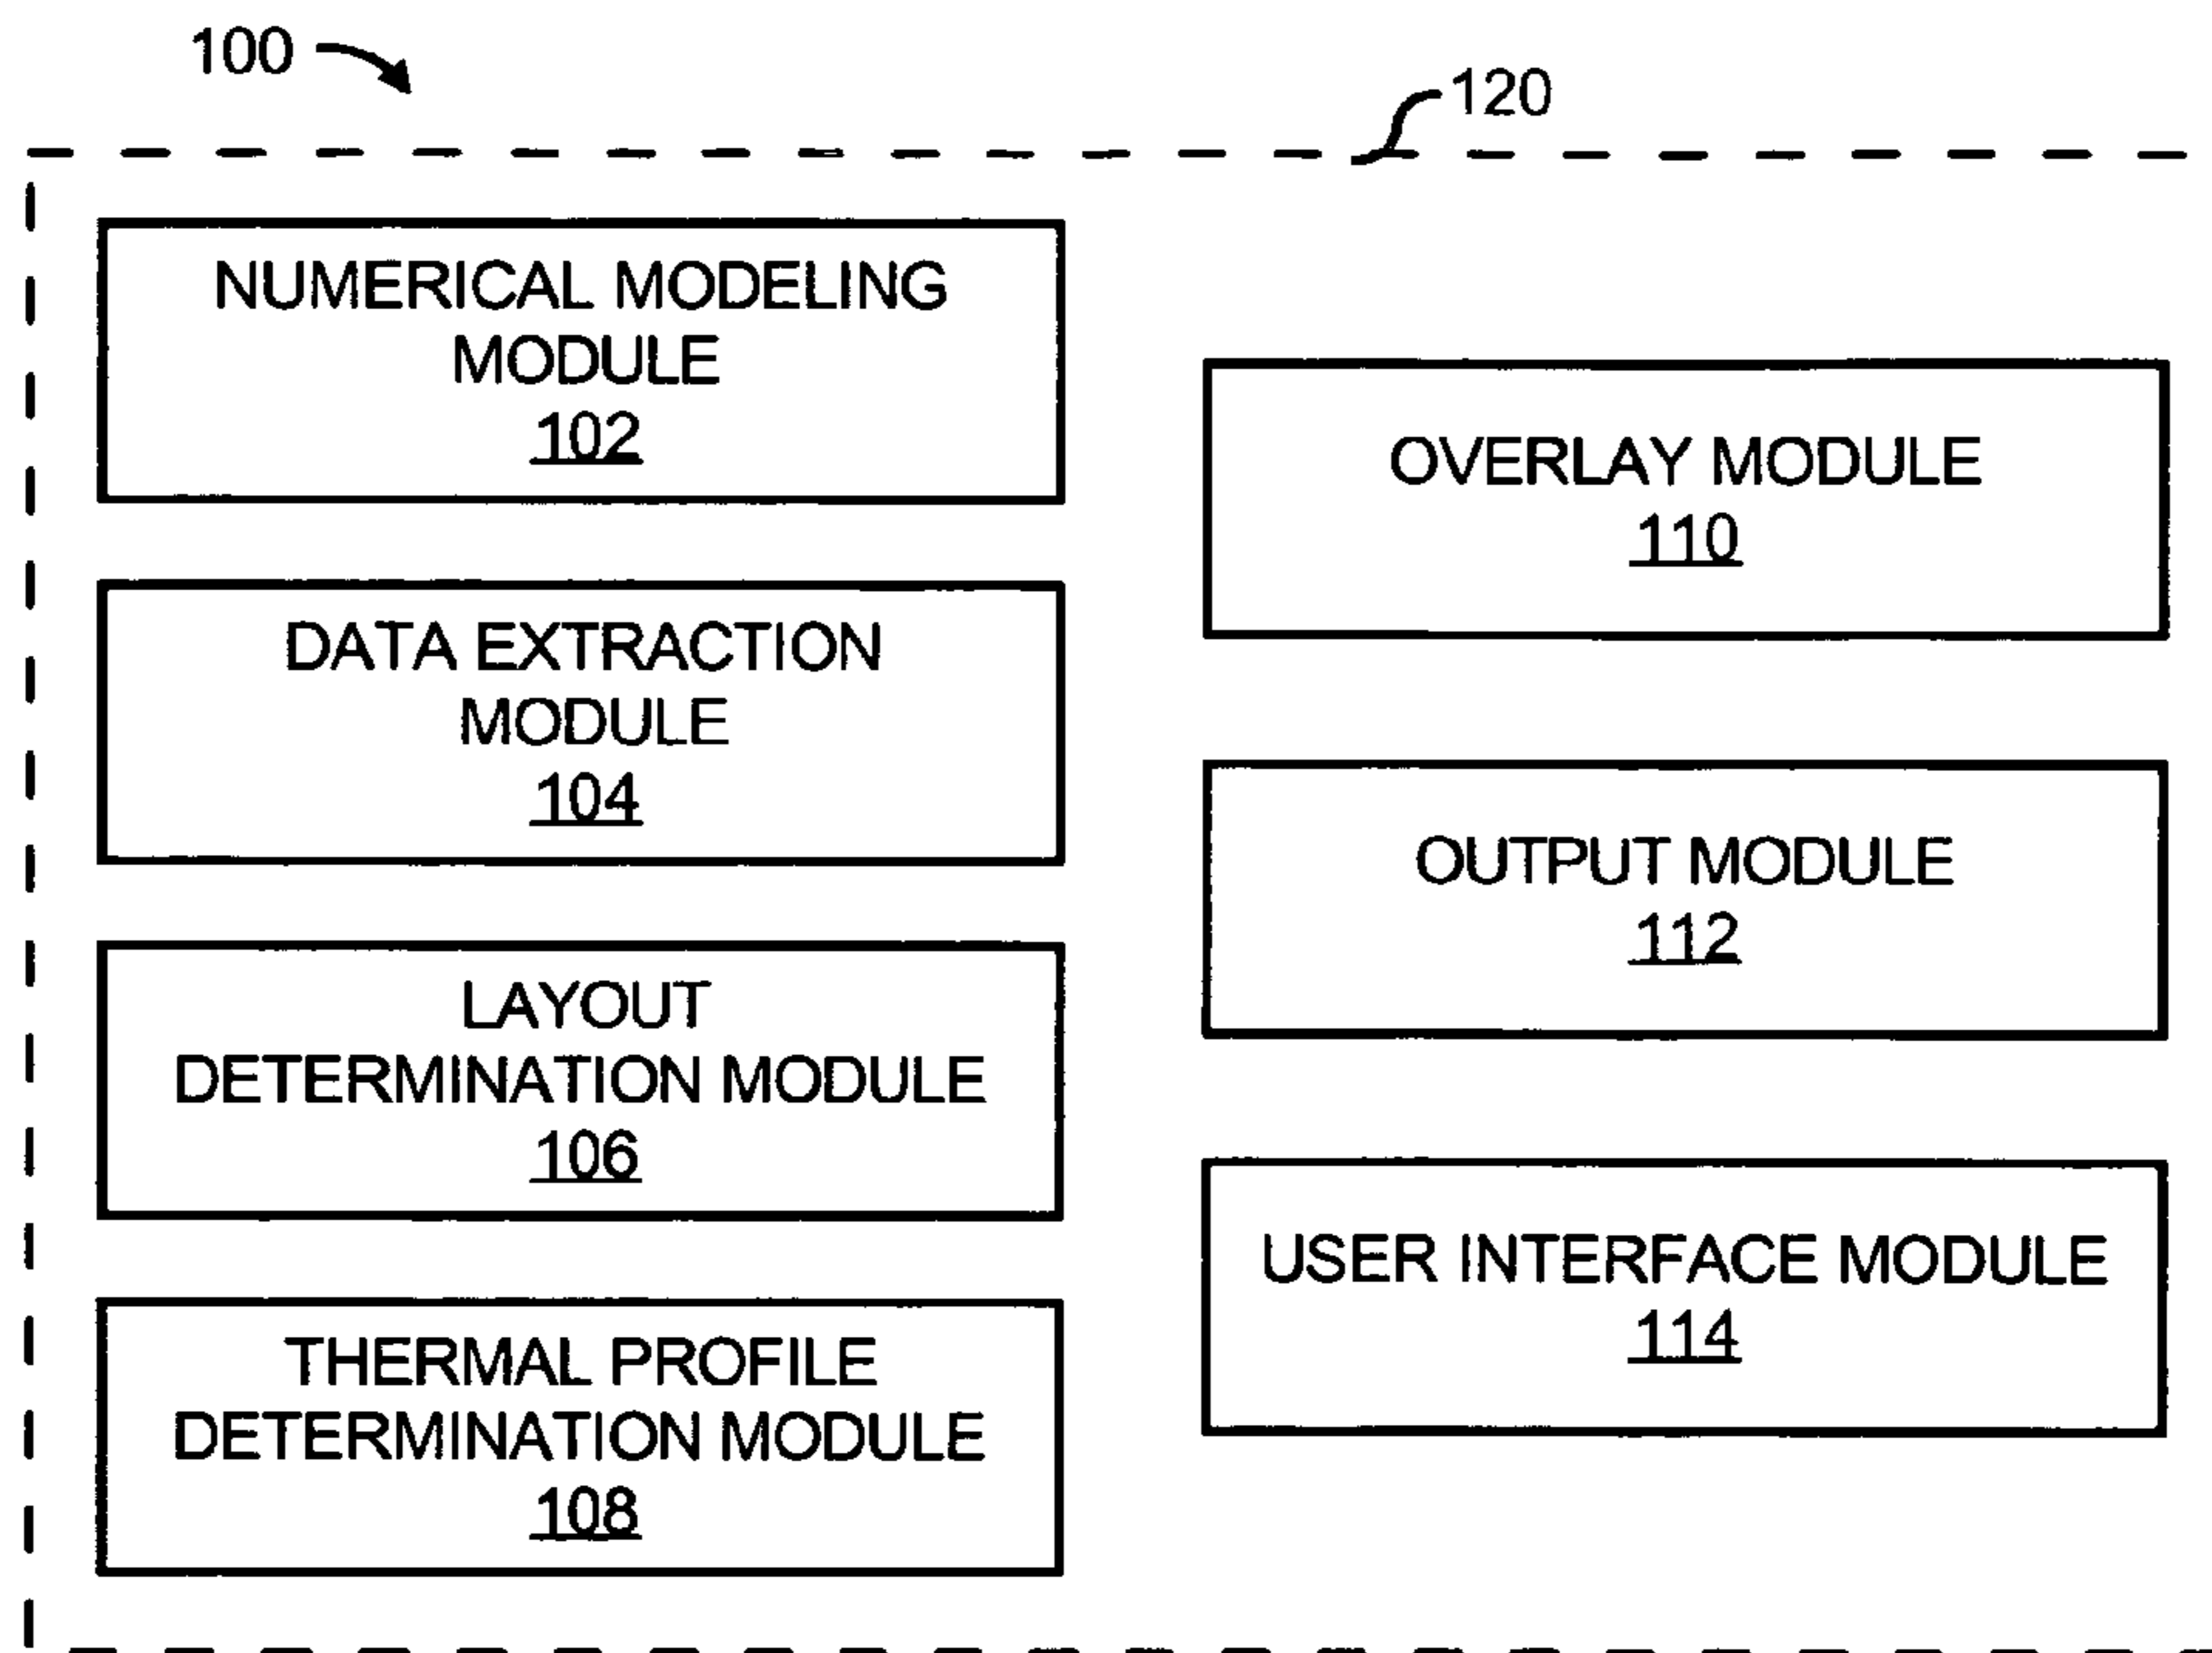 100
120
NUMERICAL MODELING
MODULE
102
DATA EXTRACTION
MODULE
104
LAYOUT
DETERMINATION MODULE
106
THERMAL PROFILE
DETERMINATION MODULE
108
OVERLAY MODULE
110
OUTPUT MODULE
112
USER INTERFACE MODULE
114